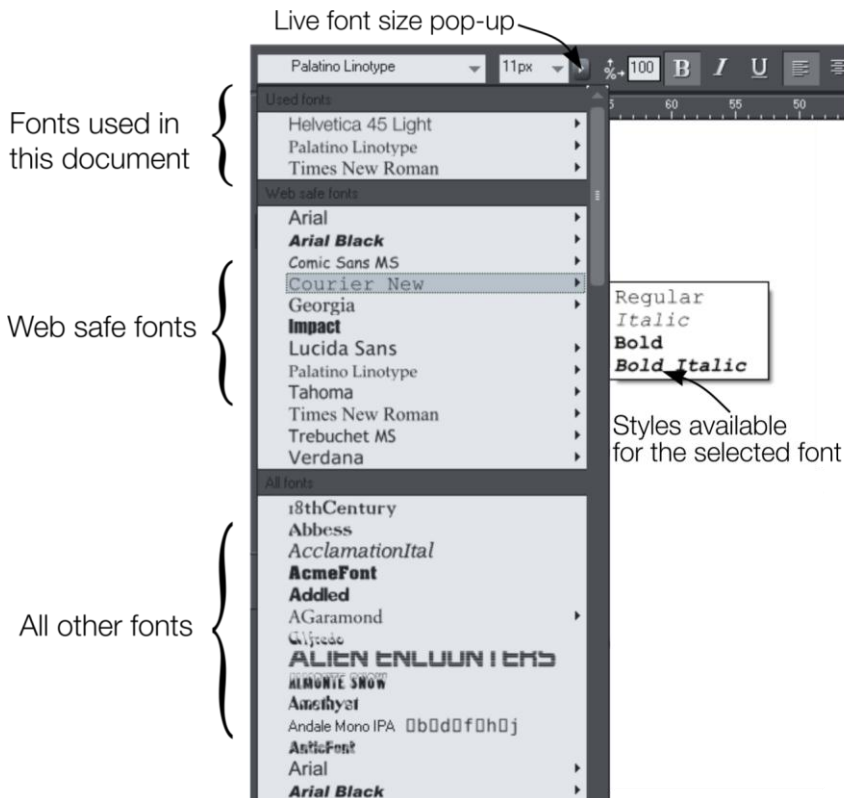 Live font size pop-up
Palatino Linotype 11px 100 B I U
Used fonts
60 55 50
Fonts used in
this document
Helvetica 45 Light
Palatino Linotype
Times New Roman
Web safe fonts
Arial
Arial Black
Comic Sans MS
Courier New
Georgia
Impact
Lucida Sans
Palatino Linotype
Tahoma
Times New Roman
Trebuchet MS
Verdana
Web safe fonts
Regular
Italic
Bold
Bold Italic
Styles available
for the selected font
All fonts
18thCentury
Abbess
AcclamationItal
AcmeFont
Addled
AGaramond
Alfredo
ALIEN ENCOUNTERS
ALMONTE SNOW
Amethyst
Andale Mono IPA
AnticFont
Arial
Arial Black
All other fonts